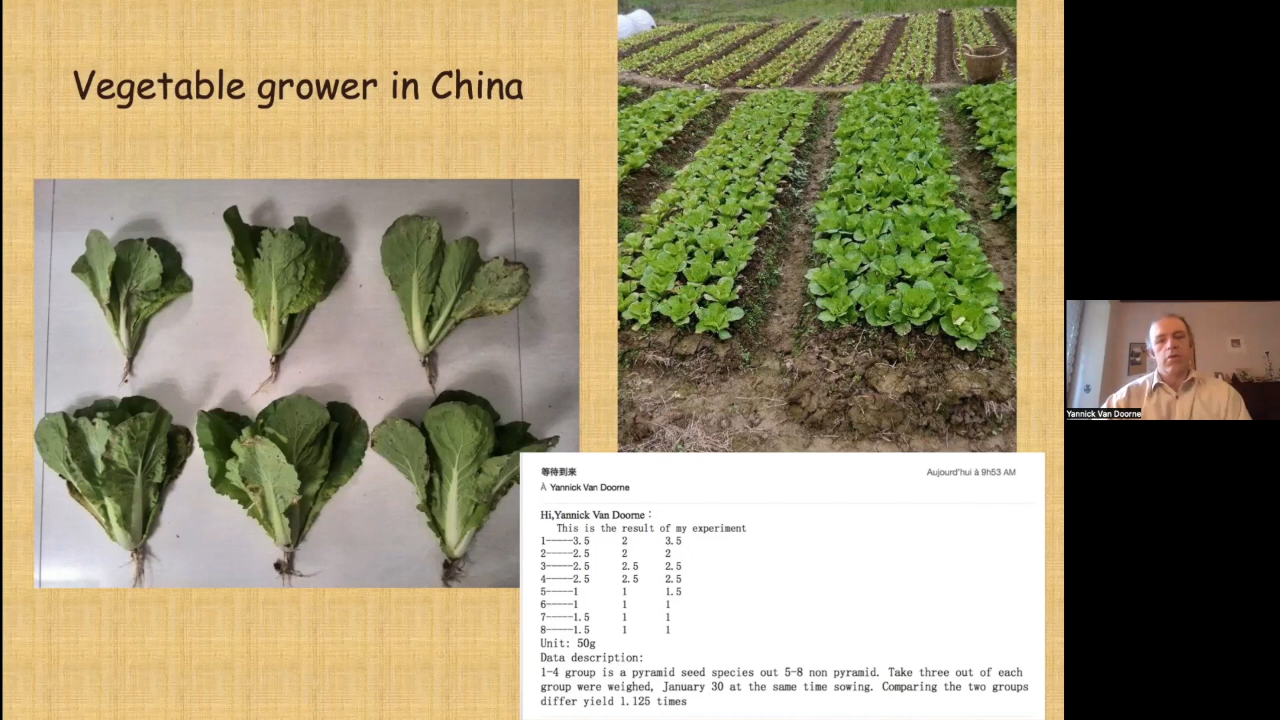 Vegetable grower in China
等待到来
Aujourd'hui à 9h53 AM
À Yannick Van Doorne
Hi,Yannick Van Doorne：
This is the result of my experiment
1-----3.5 2 3.5
2-----2.5 2 2
3-----2.5 2.5 2.5
4-----2.5 2.5 2.5
5-----1 1 1.5
6-----1 1 1
7-----1.5 1 1
8-----1.5 1 1
Unit: 50g
Data description:
1-4 group is a pyramid seed species out 5-8 non pyramid. Take three out of each
group were weighed, January 30 at the same time sowing. Comparing the two groups
differ yield 1.125 times
Yannick Van Doorne